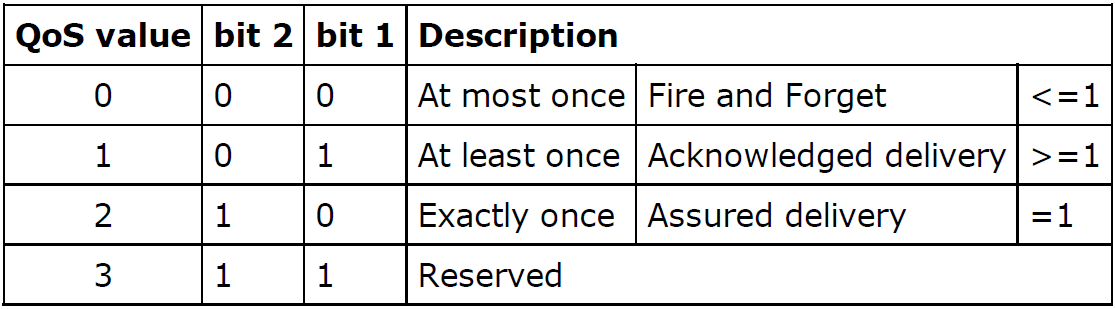 QoS value bit 2 bit 1 Description
0 0 0 At most once Fire and Forget <=1
1 0 1 At least once Acknowledged delivery >=1
2 1 0 Exactly once Assured delivery =1
3 1 1 Reserved